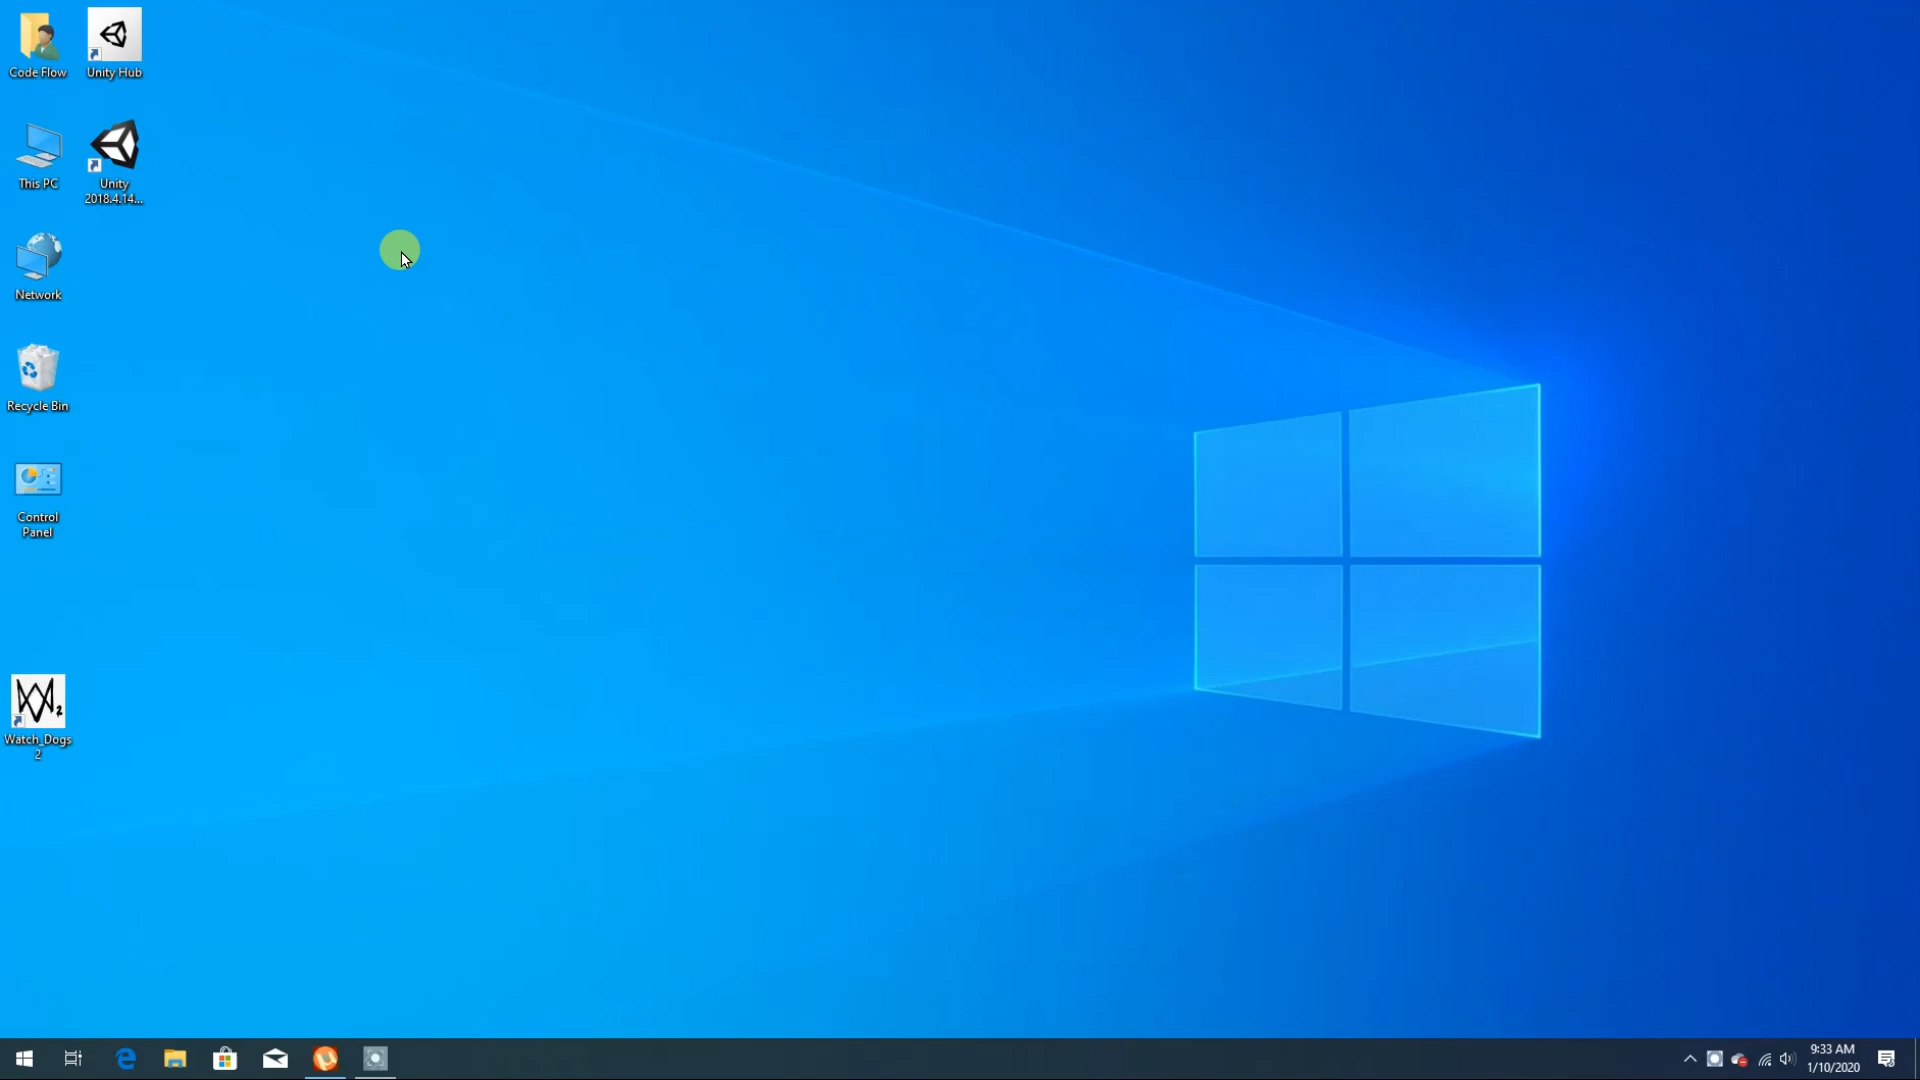 Code Flow
Unity Hub
This PC
Unity
2018.4.14...
Network
Recycle Bin
Control
Panel
Watch_Dogs
2
9:33 AM
1/10/2020